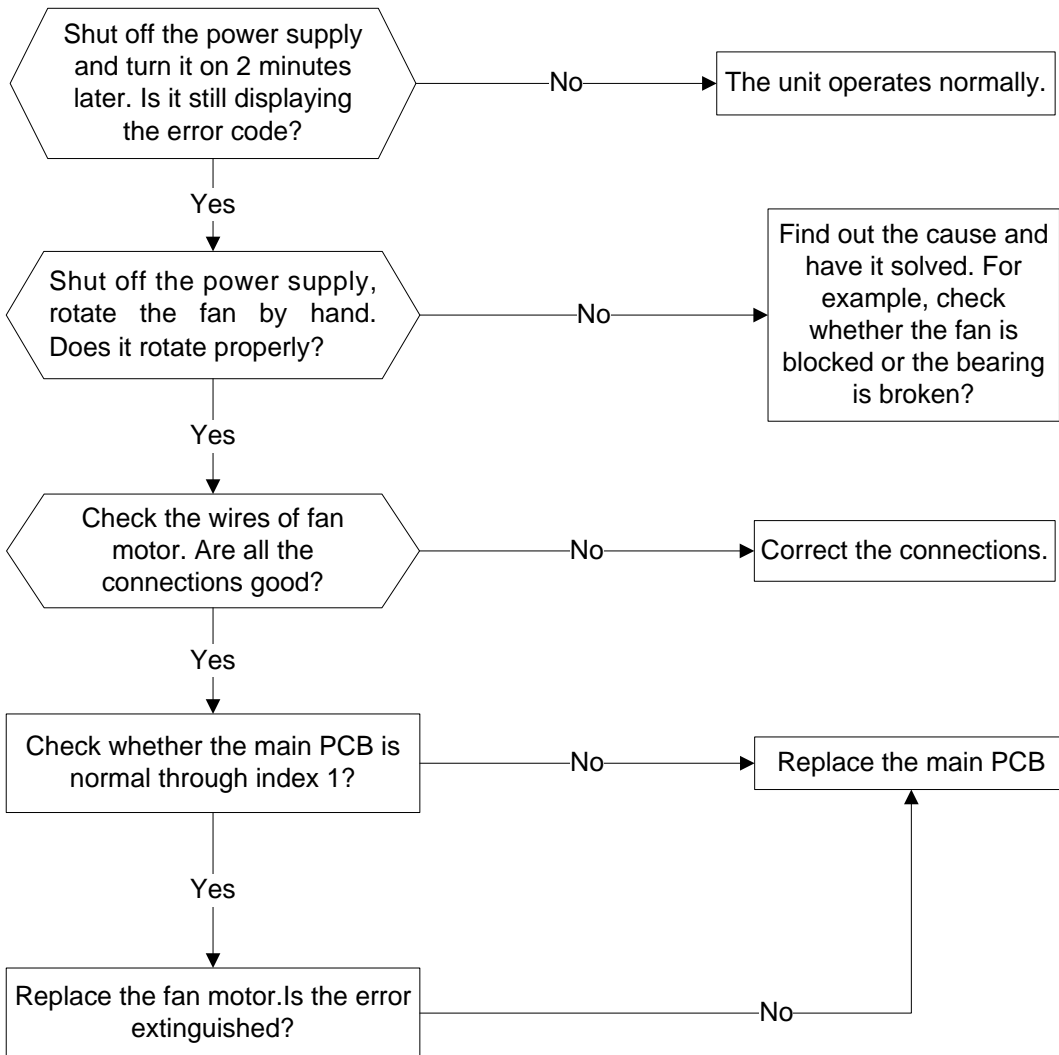 Shut off the power supply
and turn it on 2 minutes
later. Is it still displaying
the error code?
No
The unit operates normally.
Yes
Shut off the power supply,
rotate the fan by hand.
Does it rotate properly?
No
Find out the cause and
have it solved. For
example, check
whether the fan is
blocked or the bearing
is broken?
Yes
Check the wires of fan
motor. Are all the
connections good?
No
Correct the connections.
Yes
Check whether the main PCB is
normal through index 1?
No
Replace the main PCB
Yes
Replace the fan motor.Is the error
extinguished?
No